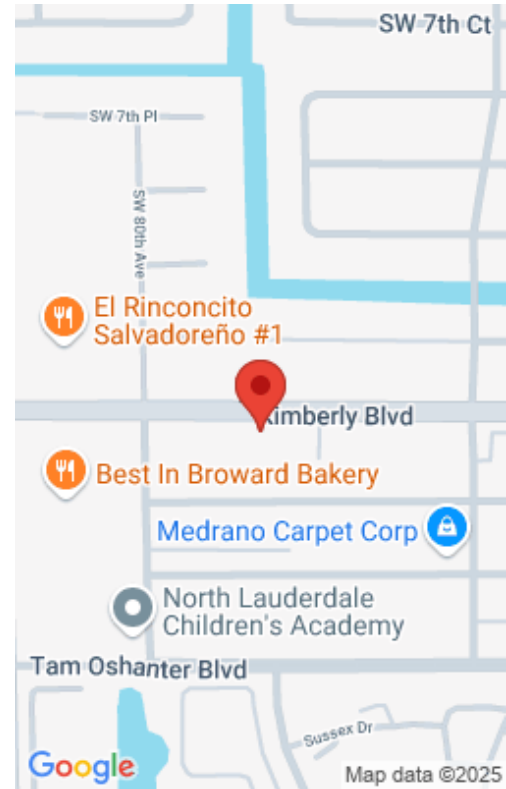 SW 7th Ct
SW 7th Pl
SW 80th Ave
El Rinconcito
Salvadoreño #1
Kimberly Blvd
Best In Broward Bakery
Medrano Carpet Corp
North Lauderdale
Children's Academy
Tam Oshanter Blvd
Sussex Dr
Google
Map data ©2025